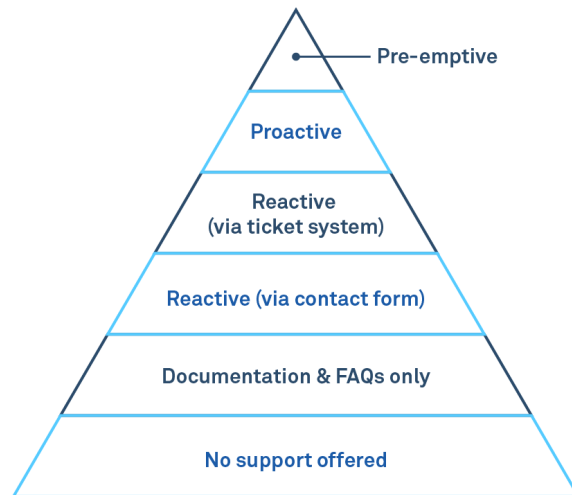 Pre-emptive
Proactive
Reactive
(via ticket system)
Reactive (via contact form)
Documentation & FAQs only
No support offered